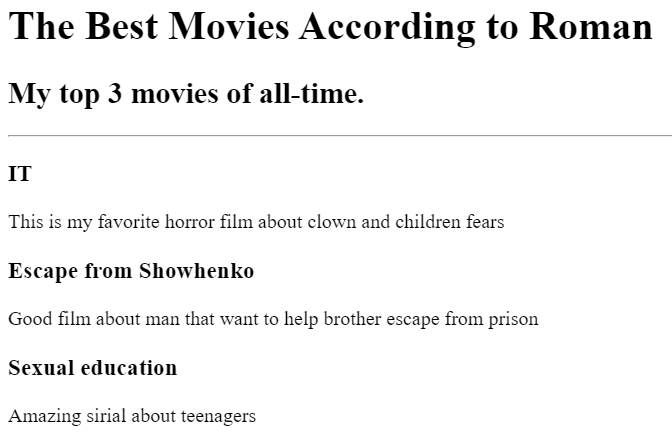 The Best Movies According to Roman
My top 3 movies of all-time.
IT
This is my favorite horror film about clown and children fears
Escape from Showhenko
Good film about man that want to help brother escape from prison
Sexual education
Amazing sirial about teenagers